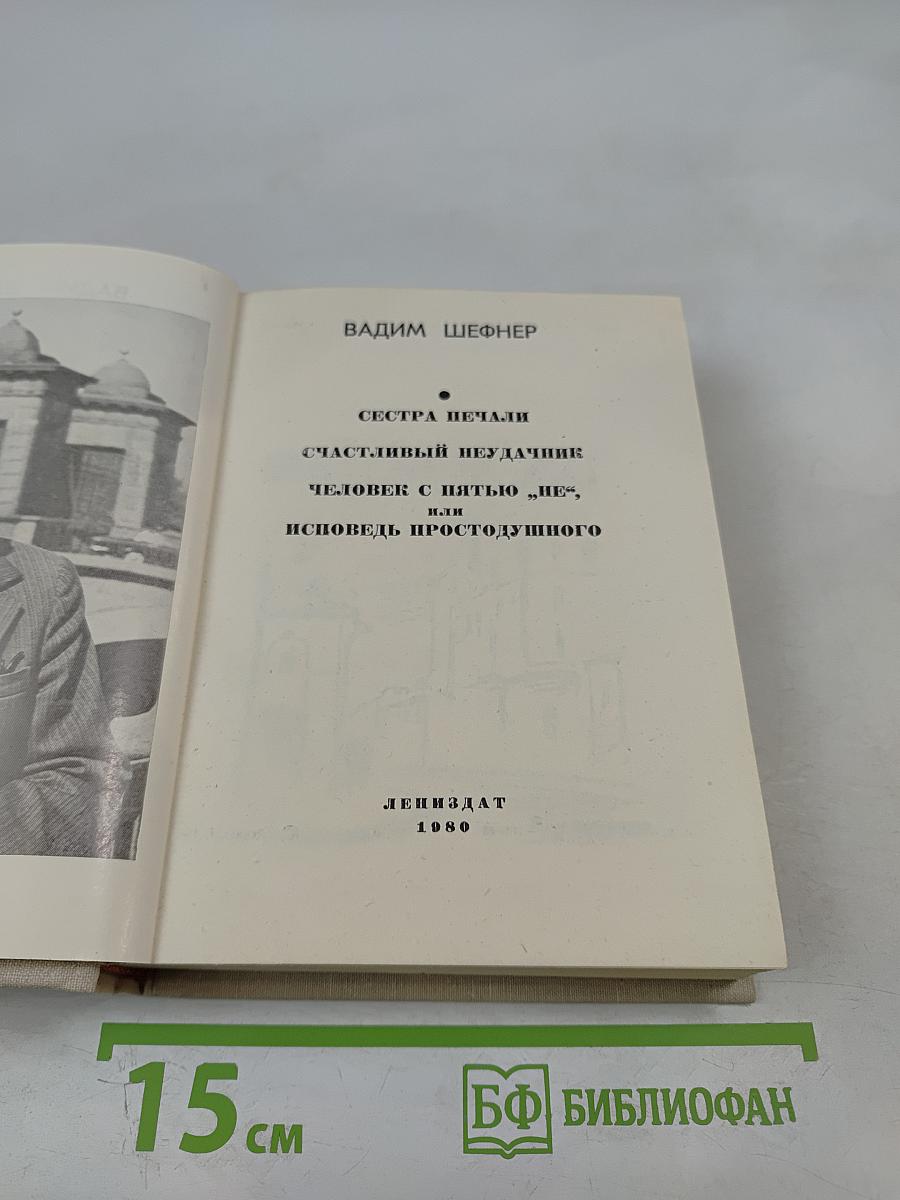 ВАДИМ ШЕФНЕР
СЕСТРА ПЕЧАЛИ
СЧАСТЛИВЫЙ НЕУДАЧНИК
ЧЕЛОВЕК С ПЯТЬЮ „НЕ“,
ИЛИ
ИСПОВЕДЬ ПРОСТОДУШНОГО
ЛЕНИЗДАТ
1980
15 СМ
БФ БИБЛИОФАН